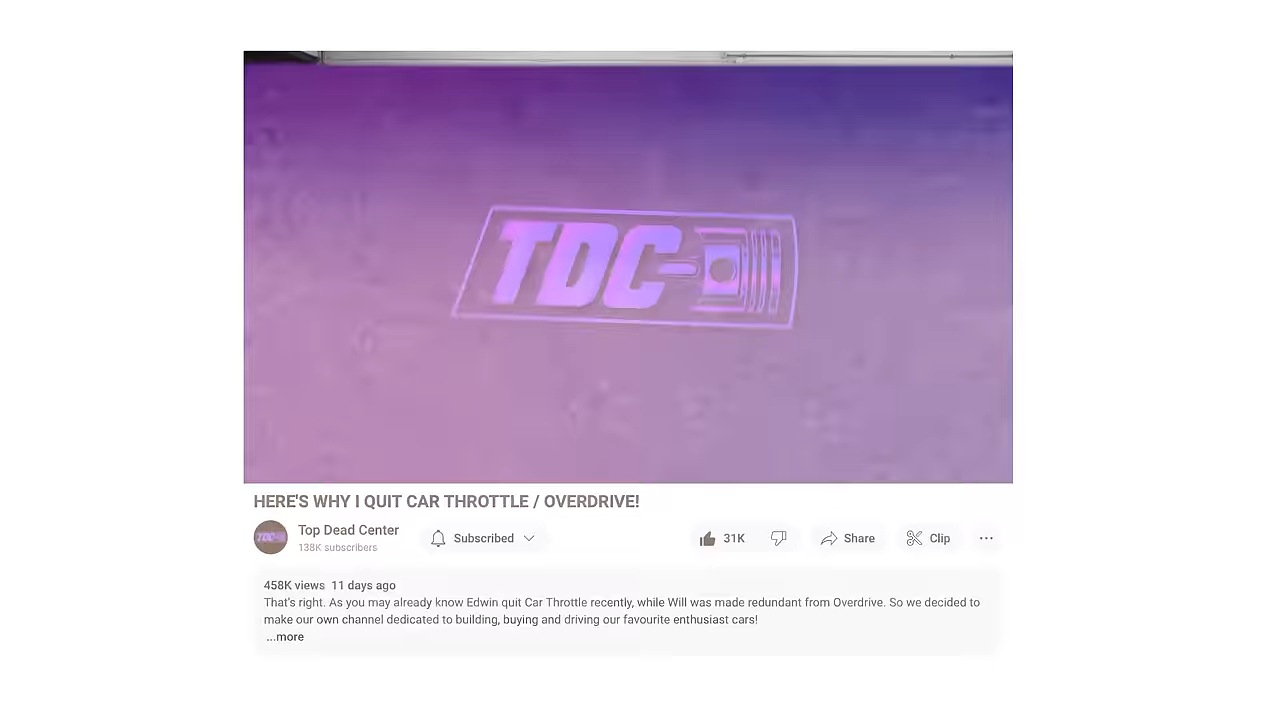 TDC
HERE'S WHY I QUIT CAR THROTTLE / OVERDRIVE!
Top Dead Center
138K subscribers
Subscribed
31K
Share
Clip
458K views 11 days ago
That's right. As you may already know Edwin quit Car Throttle recently, while Will was made redundant from Overdrive. So we decided to
make our own channel dedicated to building, buying and driving our favourite enthusiast cars!
...more